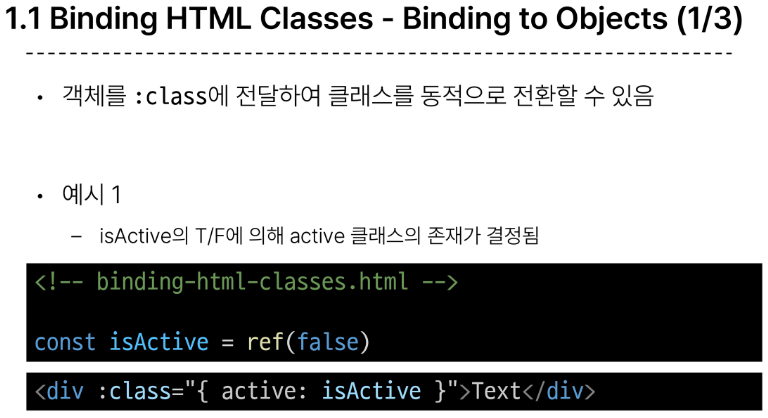 1.1 Binding HTML Classes - Binding to Objects (1/3)
• 객체를 :class에 전달하여 클래스를 동적으로 전환할 수 있음
• 예시 1
– isActive의 T/F에 의해 active 클래스의 존재가 결정됨
<!-- binding-html-classes.html -->
const isActive = ref(false)
<div :class="{ active: isActive }">Text</div>